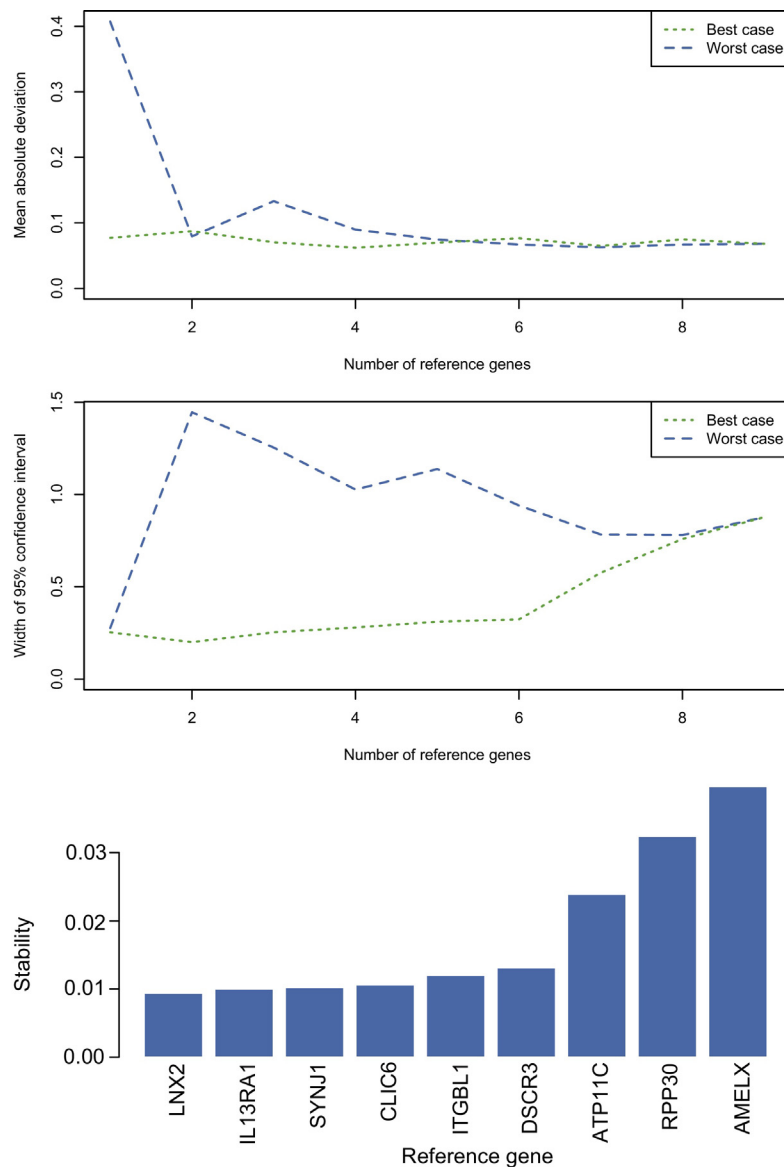 Mean absolute deviation
0.4
0.3
0.2
0.1
0.0
Best case
Worst case
2
4
6
8
Number of reference genes
Width of 95% confidence interval
1.5
1.0
0.5
0.0
Best case
Worst case
2
4
6
8
Number of reference genes
Stability
0.03
0.02
0.01
0.00
LNX2
IL13RA1
SYNJ1
CLIC6
ITGBL1
DSCR3
ATP11C
RPP30
AMELX
Reference gene